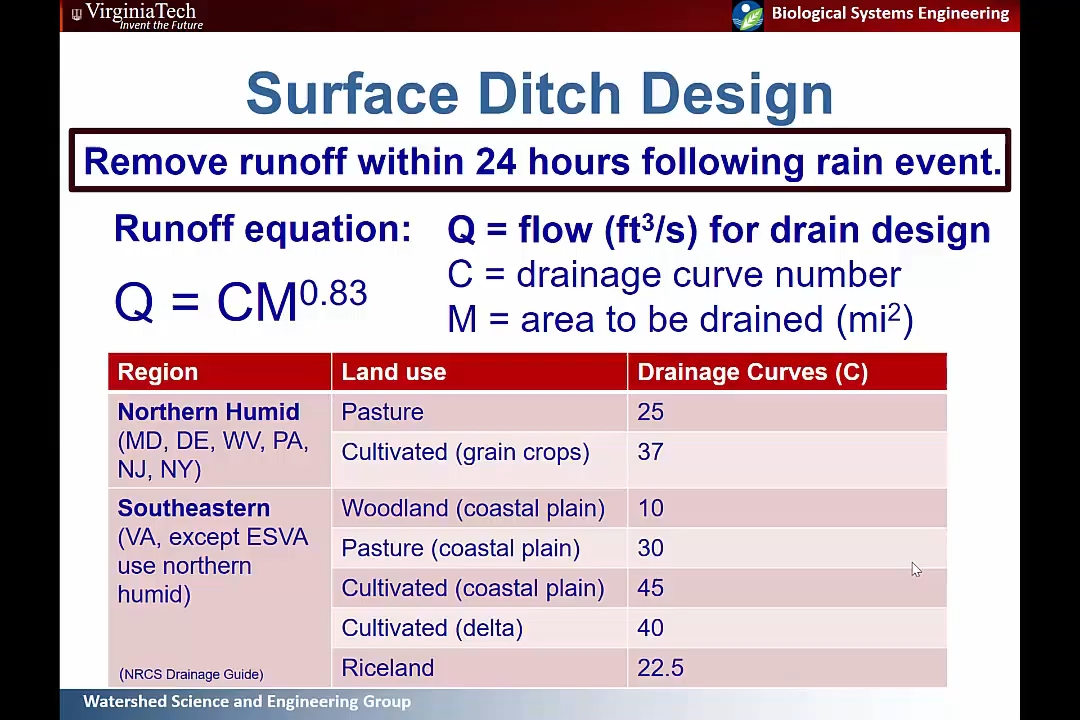 VirginiaTech
Invent the Future
Biological Systems Engineering
Surface Ditch Design
Remove runoff within 24 hours following rain event.
Runoff equation:
Q = CM^0.83
Q = flow (ft³/s) for drain design
C = drainage curve number
M = area to be drained (mi²)
Region Land use Drainage Curves (C)
Northern Humid
(MD, DE, WV, PA,
NJ, NY)
Pasture 25
Cultivated (grain crops) 37
Southeastern
(VA, except ESVA
use northern
humid)
(NRCS Drainage Guide)
Woodland (coastal plain) 10
Pasture (coastal plain) 30
Cultivated (coastal plain) 45
Cultivated (delta) 40
Riceland 22.5
Watershed Science and Engineering Group